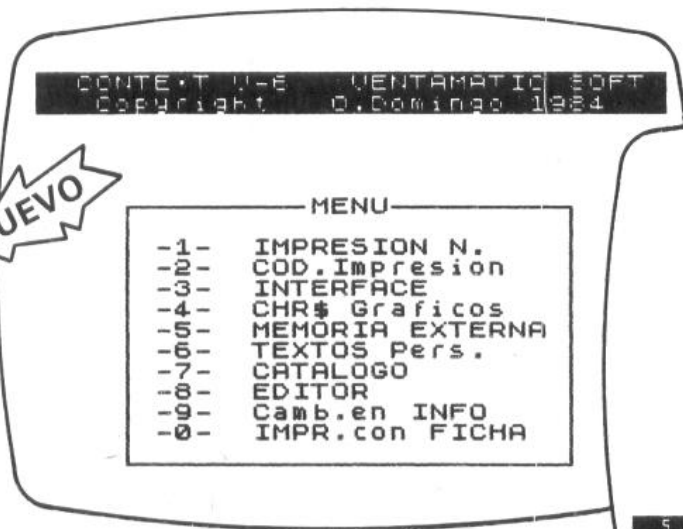 CONTE·T V-6 VENTAMATIC SOFT
Copyright O.Domingo 1984
UEVO
MENU
-1- IMPRESION N.
-2- COD.Impresion
-3- INTERFACE
-4- CHR$ Graficos
-5- MEMORIA EXTERNA
-6- TEXTOS Pers.
-7- CATALOGO
-8- EDITOR
-9- Camb.en INFO
-0- IMPR.con FICHA
5